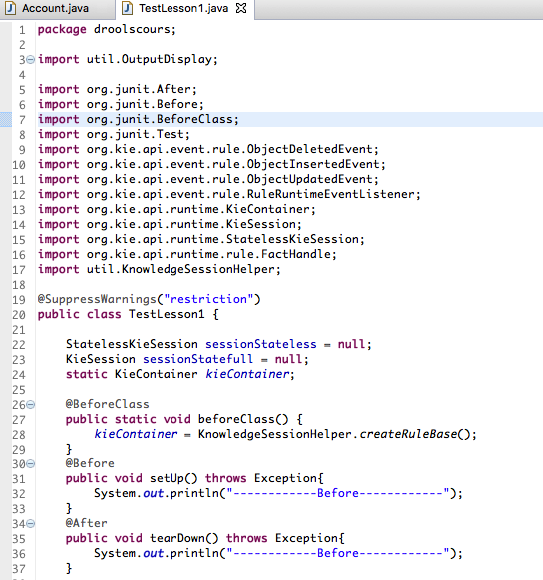 Account.java TestLesson1.java
1 package droolscours;
2
3 import util.OutputDisplay;
4
5 import org.junit.After;
6 import org.junit.Before;
7 import org.junit.BeforeClass;
8 import org.junit.Test;
9 import org.kie.api.event.rule.ObjectDeletedEvent;
10 import org.kie.api.event.rule.ObjectInsertedEvent;
11 import org.kie.api.event.rule.ObjectUpdatedEvent;
12 import org.kie.api.event.rule.RuleRuntimeEventListener;
13 import org.kie.api.runtime.KieContainer;
14 import org.kie.api.runtime.KieSession;
15 import org.kie.api.runtime.StatelessKieSession;
16 import org.kie.api.runtime.rule.FactHandle;
17 import util.KnowledgeSessionHelper;
18
19 @SuppressWarnings("restriction")
20 public class TestLesson1 {
21
22     StatelessKieSession sessionStateless = null;
23     KieSession sessionStatefull = null;
24     static KieContainer kieContainer;
25
26     @BeforeClass
27     public static void beforeClass() {
28         kieContainer = KnowledgeSessionHelper.createRuleBase();
29     }
30     @Before
31     public void setUp() throws Exception{
32         System.out.println("------------Before------------");
33     }
34     @After
35     public void tearDown() throws Exception{
36         System.out.println("------------Before------------");
37     }